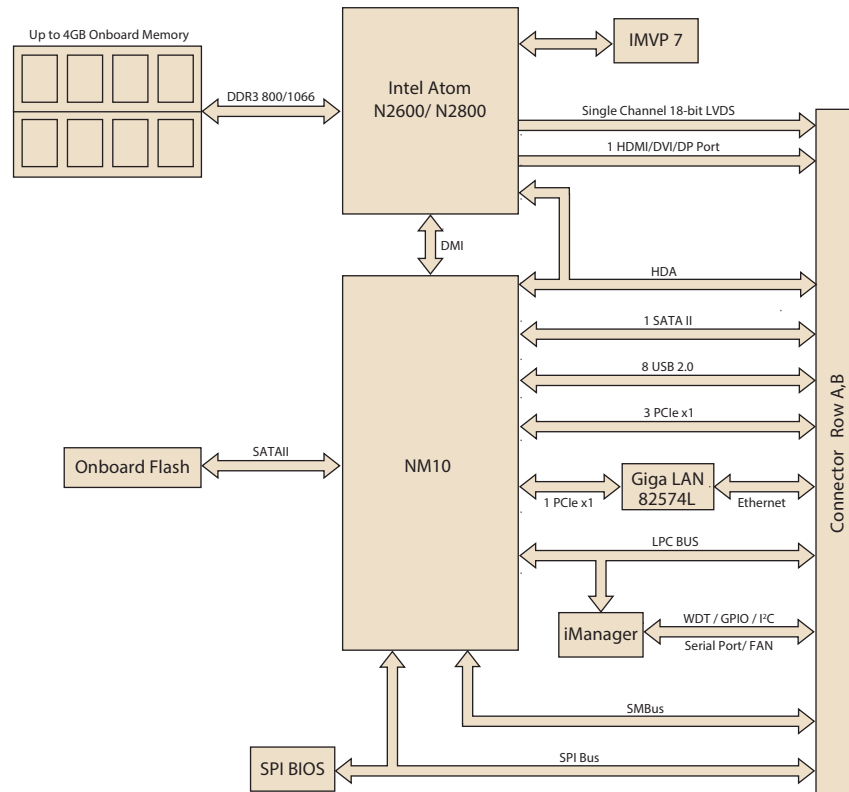 Up to 4GB Onboard Memory
IMVP 7
Intel Atom
N2600/ N2800
DDR3 800/1066
Single Channel 18-bit LVDS
1 HDMI/DVI/DP Port
DMI
HDA
1 SATA II
8 USB 2.0
3 PCIe x1
Connector Row A,B
Onboard Flash
SATAII
NM10
Giga LAN
82574L
1 PCIe x1
Ethernet
LPC BUS
iManager
WDT / GPIO / I²C
Serial Port/ FAN
SMBus
SPI BIOS
SPI Bus